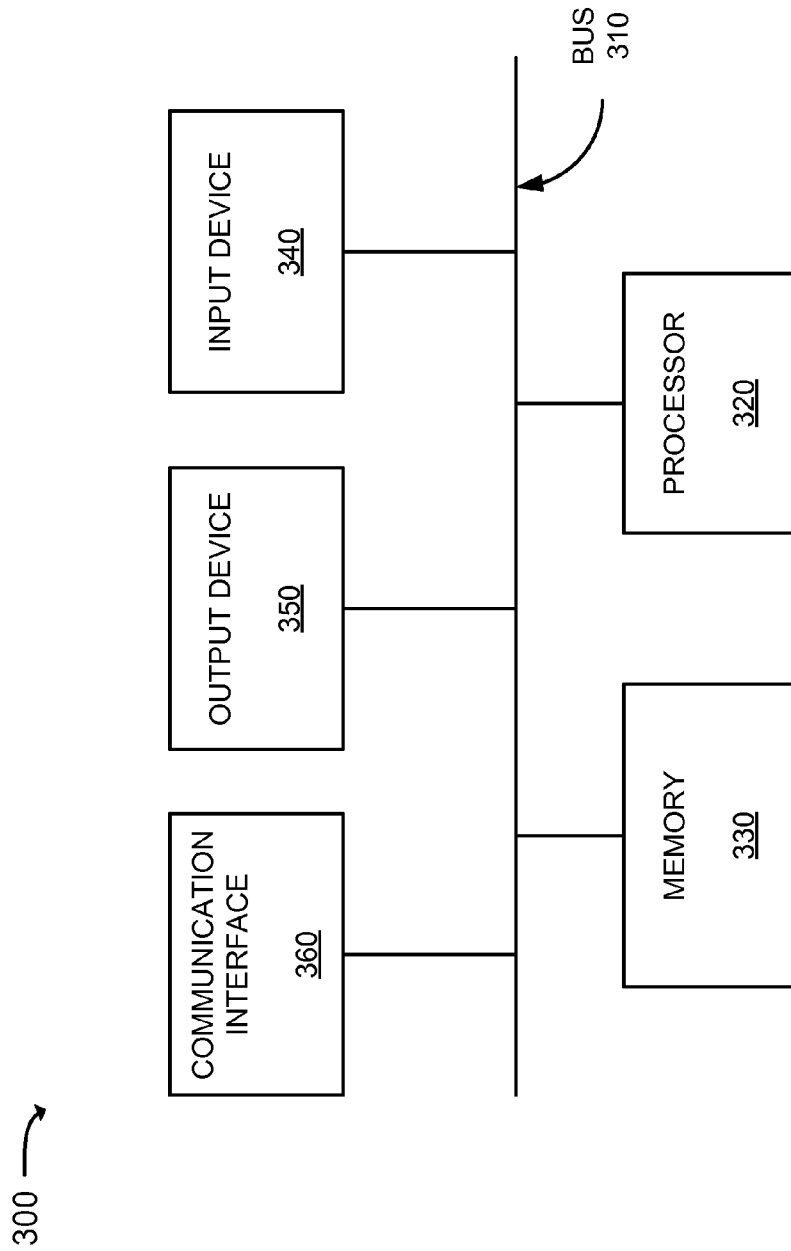 300
COMMUNICATION
INTERFACE
360
OUTPUT DEVICE
350
INPUT DEVICE
340
BUS
310
MEMORY
330
PROCESSOR
320